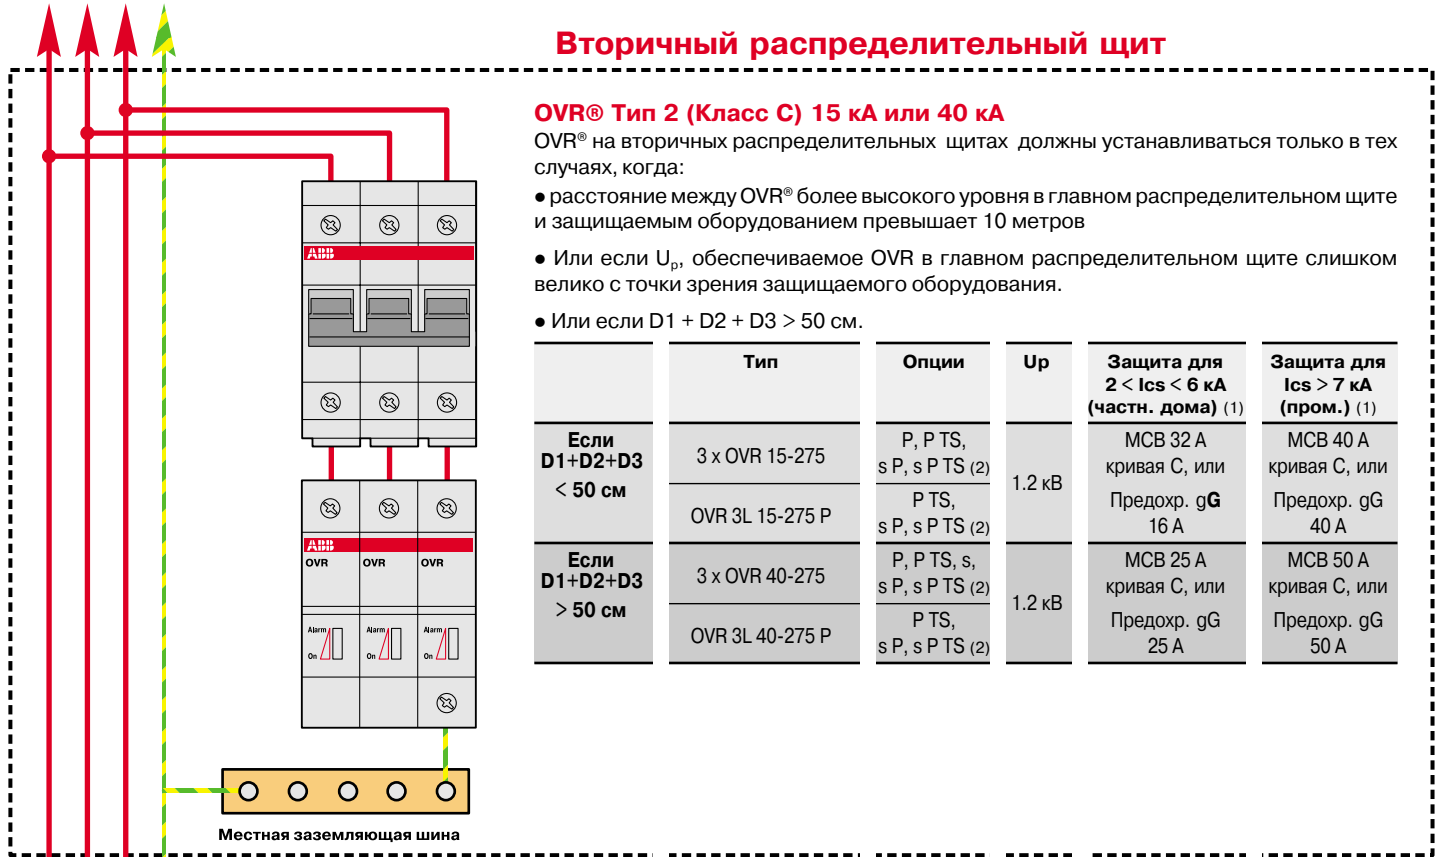 Вторичный распределительный щит
OVR® Тип 2 (Класс C) 15 кА или 40 кА
OVR® на вторичных распределительных щитах должны устанавливаться только в тех
случаях, когда:
● расстояние между OVR® более высокого уровня в главном распределительном щите
и защищаемым оборудованием превышает 10 метров
● Или если Up, обеспечиваемое OVR в главном распределительном щите слишком
велико с точки зрения защищаемого оборудования.
● Или если D1 + D2 + D3 > 50 см.
Тип
Опции
Up
Защита для
2 < Ics < 6 кА
(частн. дома) (1)
Защита для
Ics > 7 кА
(пром.) (1)
Если
D1+D2+D3
< 50 см
3 x OVR 15-275
P, P TS,
s P, s P TS (2)
1.2 кВ
MCB 32 A
кривая C, или
MCB 40 A
кривая C, или
OVR 3L 15-275 P
P TS,
s P, s P TS (2)
Предохр. gG
16 A
Предохр. gG
40 A
Если
D1+D2+D3
> 50 см
3 x OVR 40-275
P, P TS, s,
s P, s P TS (2)
1.2 кВ
MCB 25 A
кривая C, или
MCB 50 A
кривая C, или
OVR 3L 40-275 P
P TS,
s P, s P TS (2)
Предохр. gG
25 A
Предохр. gG
50 A
ABB
ABB
OVR OVR OVR
Alarm Alarm Alarm
On On On
Местная заземляющая шина